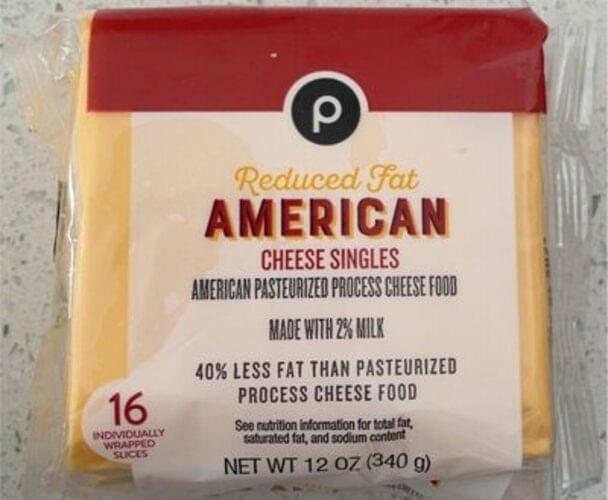 P
Reduced Fat
AMERICAN
CHEESE SINGLES
AMERICAN PASTEURIZED PROCESS CHEESE FOOD
MADE WITH 2% MILK
40% LESS FAT THAN PASTEURIZED
PROCESS CHEESE FOOD
16
INDIVIDUALLY
WRAPPED
SLICES
See nutrition information for total fat,
saturated fat, and sodium content
NET WT 12 OZ (340 g)